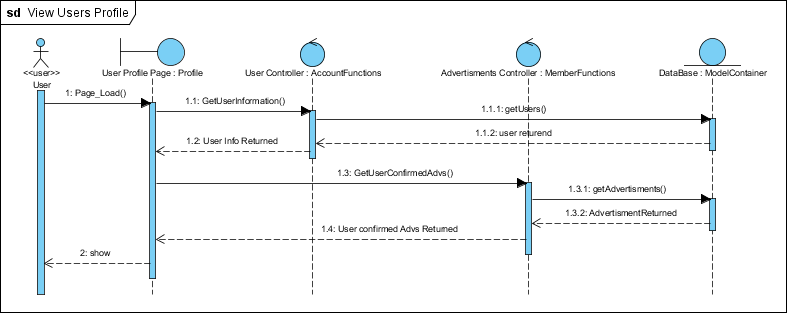 sd View Users Profile
<<user>>
User
User Profile Page : Profile
User Controller : AccountFunctions
Advertisments Controller : MemberFunctions
DataBase : ModelContainer
1: Page_Load()
1.1: GetUserInformation()
1.1.1: getUsers()
1.1.2: user returend
1.2: User Info Returned
1.3: GetUserConfirmedAdvs()
1.3.1: getAdvertisments()
1.3.2: AdvertismentReturned
1.4: User confirmed Advs Returned
2: show